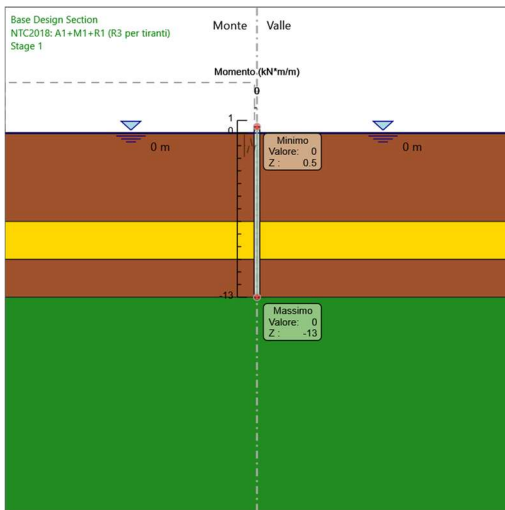 Base Design Section
NTC2018: A1+M1+R1 (R3 per tiranti)
Stage 1
Monte Valle
Momento (kN*m/m)
0
1
0
0 m
0 m
Minimo
Valore: 0
Z : 0.5
-13
Massimo
Valore: 0
Z : -13